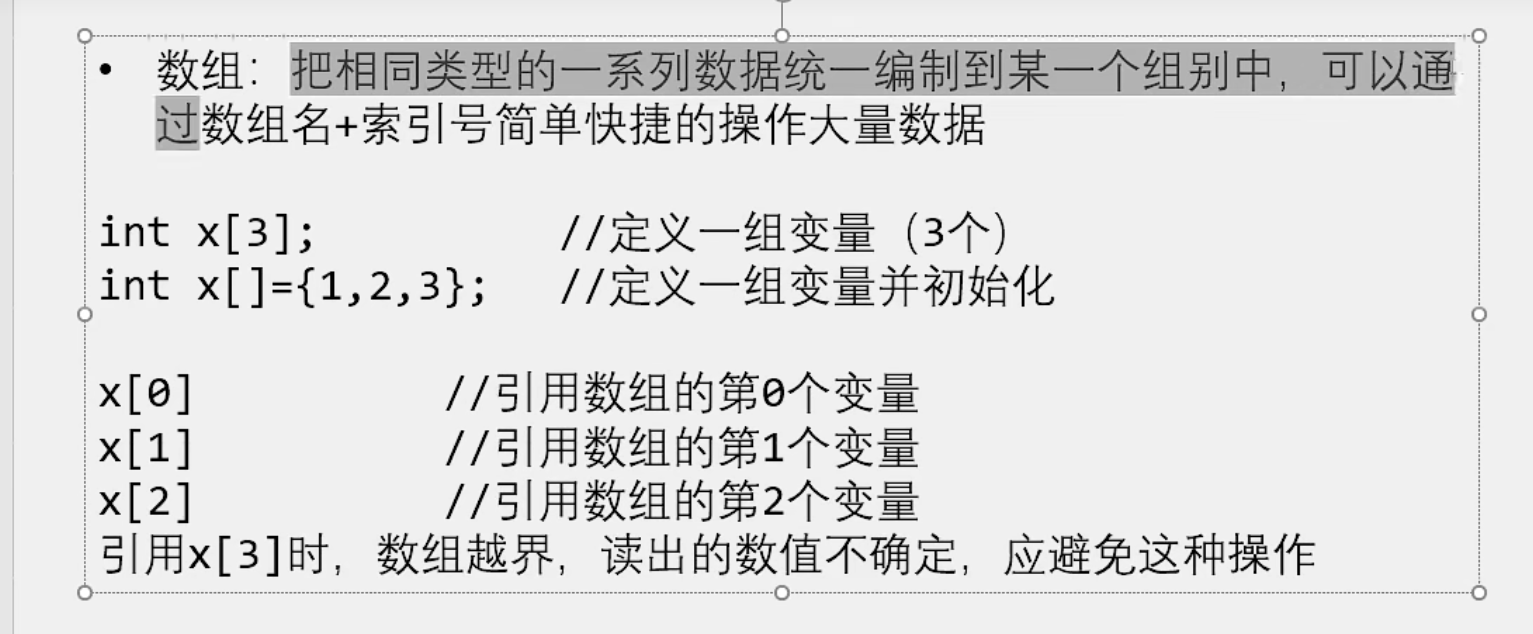 • 数组：把相同类型的一系列数据统一编制到某一个组别中，可以通
过数组名+索引号简单快捷的操作大量数据
int x[3]; //定义一组变量（3个）
int x[]={1,2,3}; //定义一组变量并初始化
x[0] //引用数组的第0个变量
x[1] //引用数组的第1个变量
x[2] //引用数组的第2个变量
引用x[3]时，数组越界，读出的数值不确定，应避免这种操作